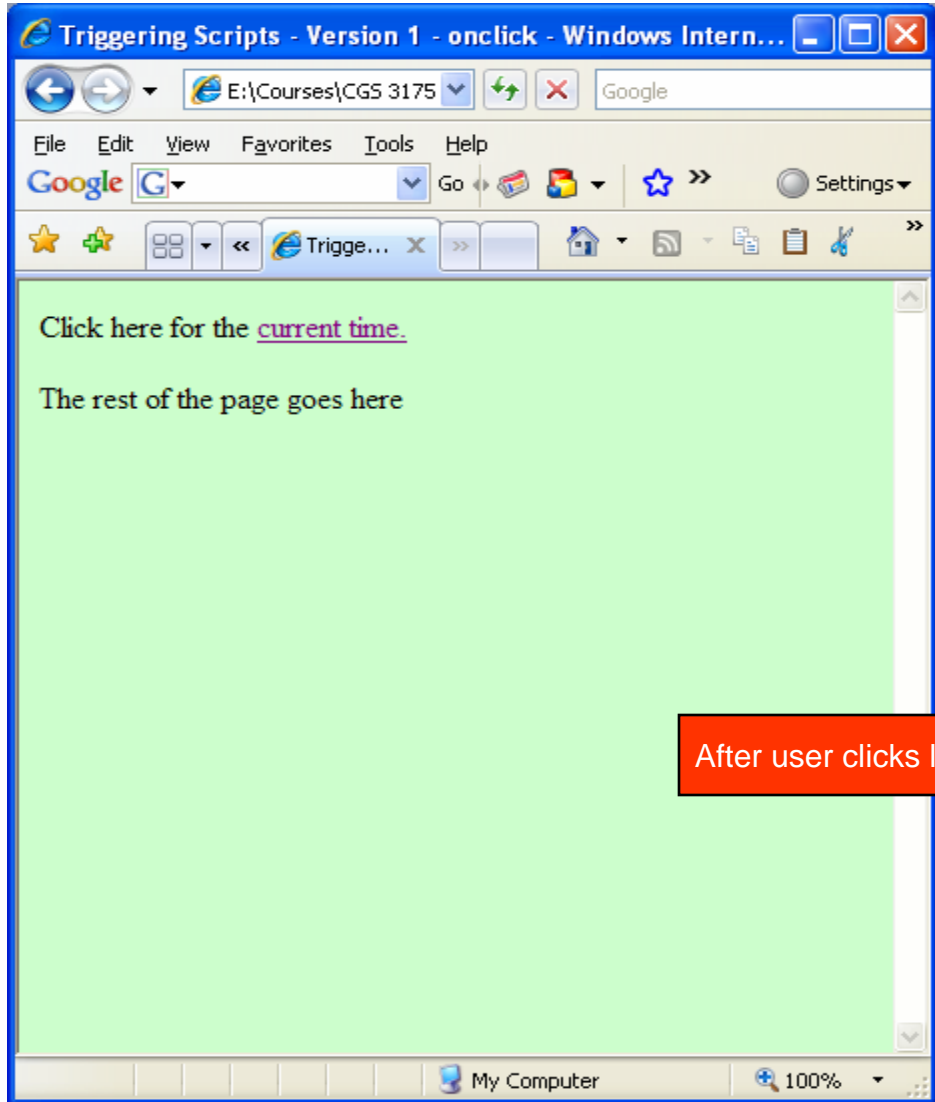 Triggering Scripts - Version 1 - onclick - Windows Intern...
E:\Courses\CGS 3175
Google
File Edit View Favorites Tools Help
Google G Go » Settings
« Trigge... X » »
Click here for the current time.
The rest of the page goes here
After user clicks
My Computer 100%